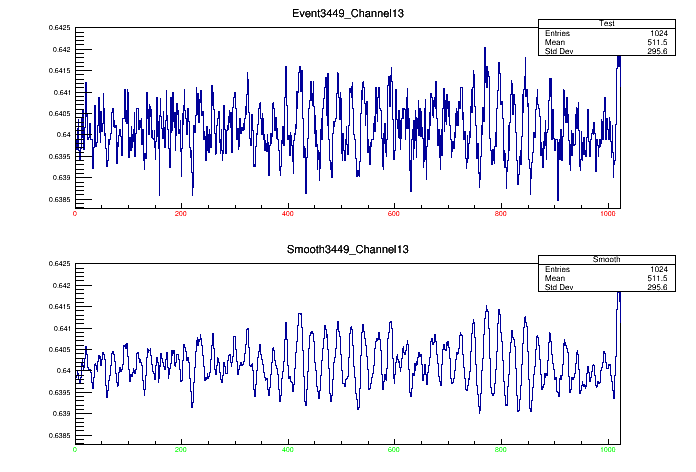 Event3449_Channel13
Test
Entries 1024
Mean 511.5
Std Dev 295.6
0.6425
0.642
0.6415
0.641
0.6405
0.64
0.6395
0.639
0.6385
0 200 400 600 800 1000
Smooth3449_Channel13
Smooth
Entries 1024
Mean 511.5
Std Dev 295.6
0.6425
0.642
0.6415
0.641
0.6405
0.64
0.6395
0.639
0.6385
0 200 400 600 800 1000